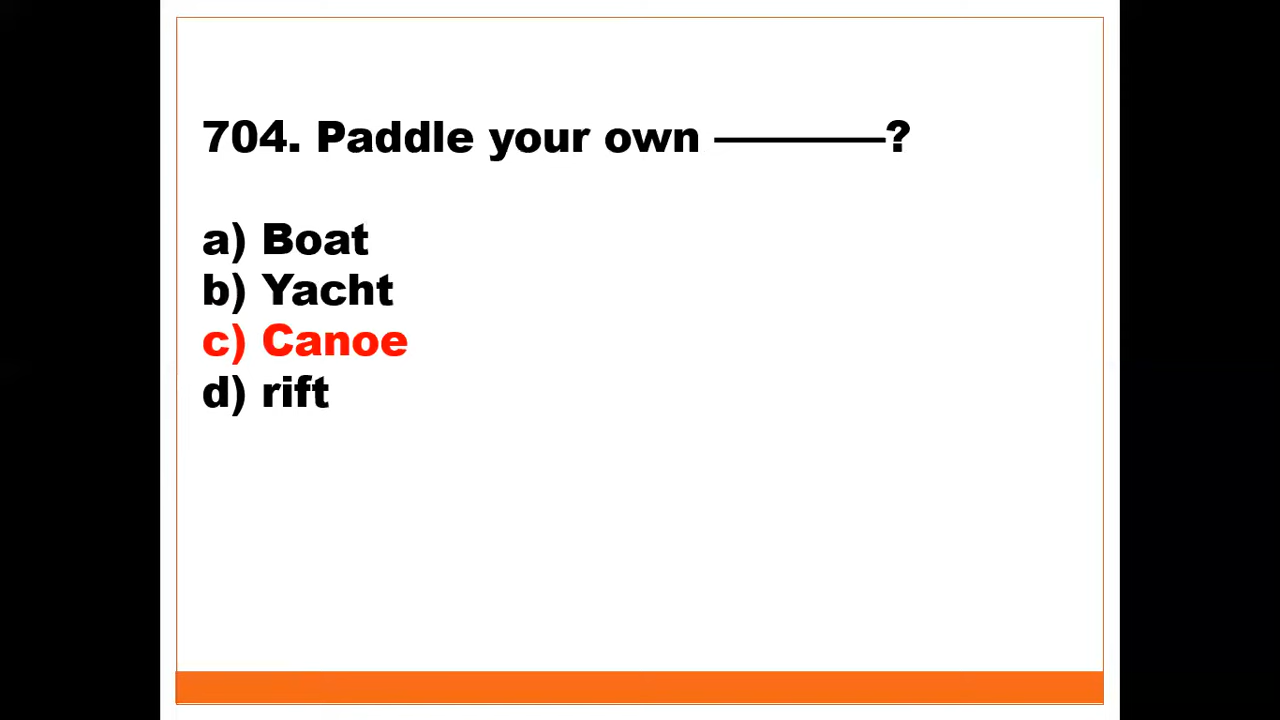 704. Paddle your own ————?
a) Boat
b) Yacht
c) Canoe
d) rift